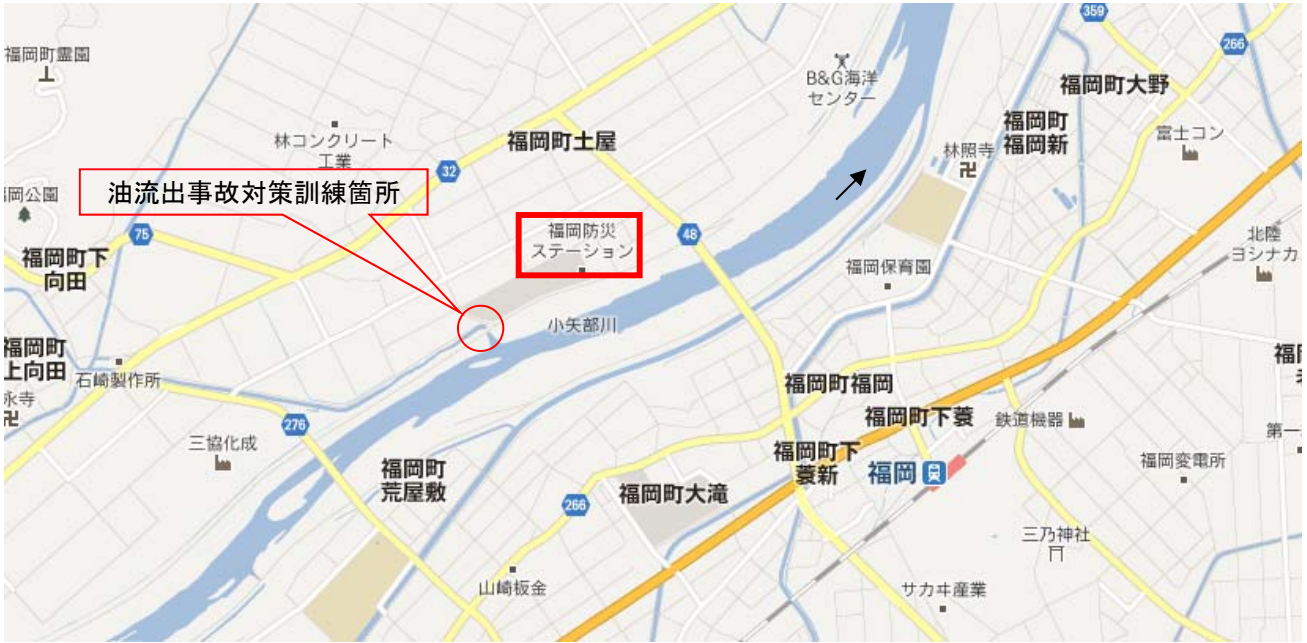 福岡町霊園
B&G海洋
センター
359
266
福岡町大野
福岡町
福岡新
富士コン
林コンクリート
工業
福岡町土屋
林照寺
32
油流出事故対策訓練箇所
岡公園
75
福岡町下
向田
福岡防災
ステーション
48
福岡保育園
北陸
ヨシナカ
小矢部川
福岡町
上向田
石崎製作所
永寺
276
三協化成
福岡町
荒屋敷
福岡町福岡
福岡町下蓑
鉄道機器
第一
福岡町下
蓑新
福岡
福岡変電所
266
福岡町大滝
三乃神社
山崎板金
サカヰ産業